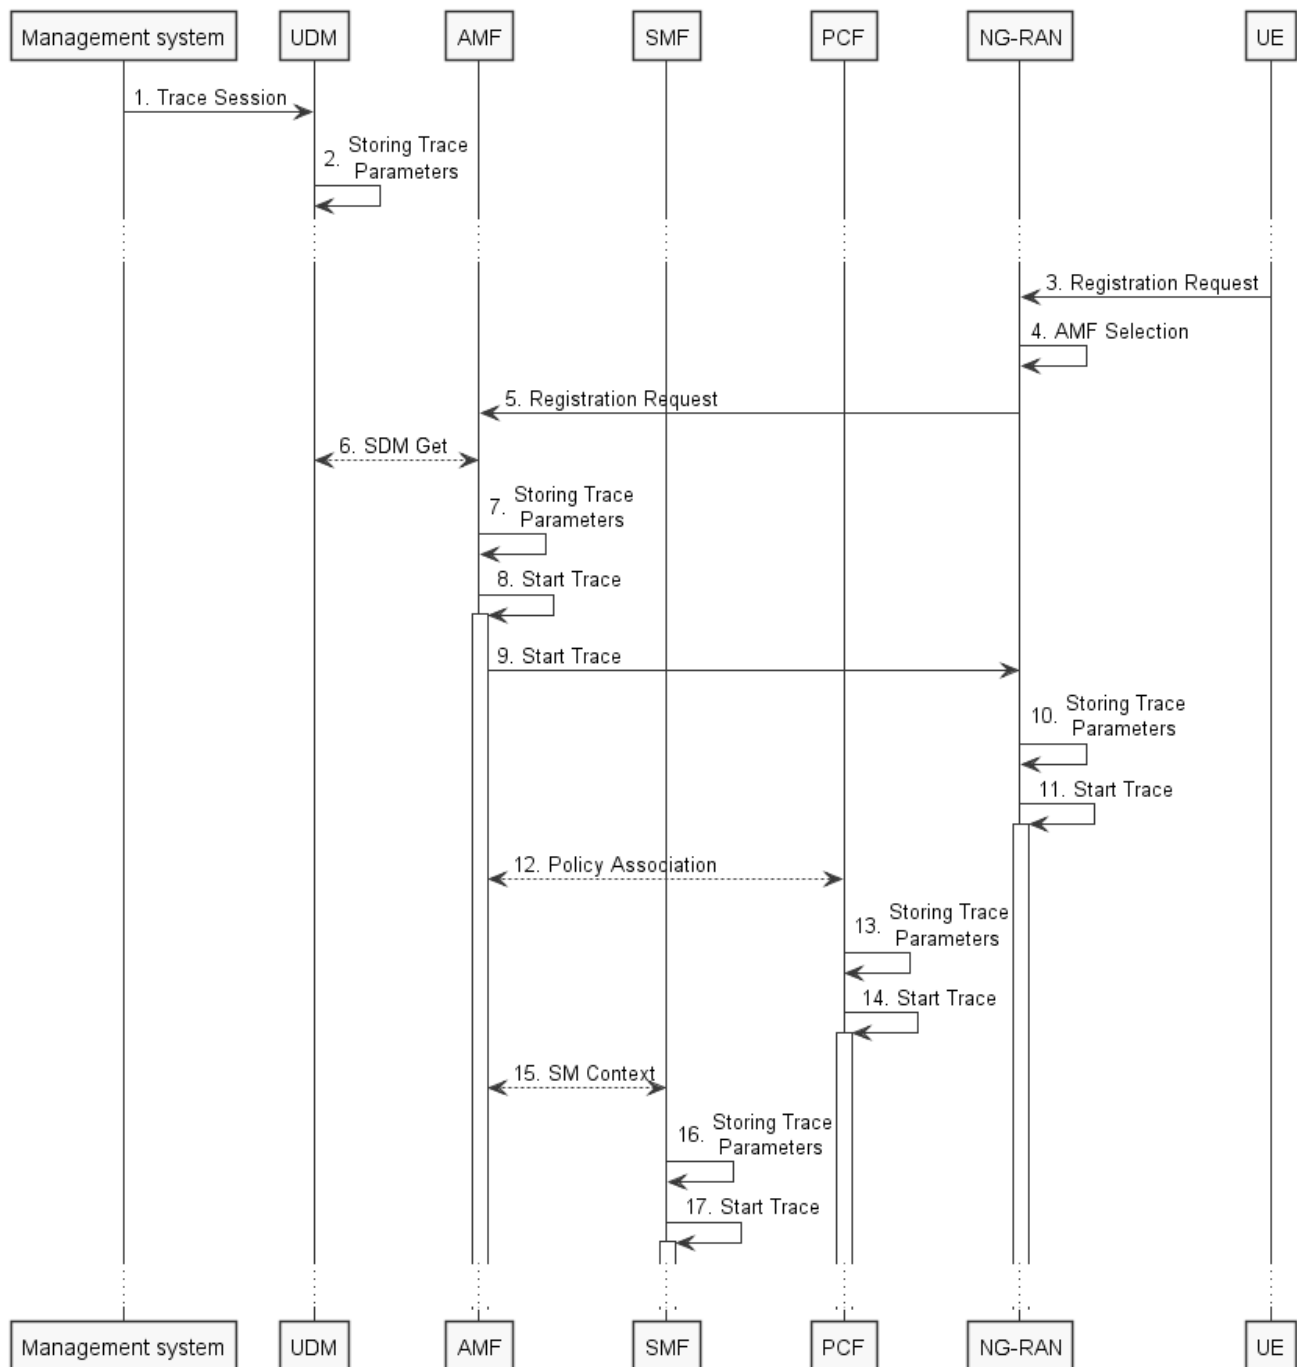 Management system UDM AMF SMF PCF NG-RAN UE
1. Trace Session
2. Storing Trace
Parameters
3. Registration Request
4. AMF Selection
5. Registration Request
6. SDM Get
7. Storing Trace
Parameters
8. Start Trace
9. Start Trace
10. Storing Trace
Parameters
11. Start Trace
12. Policy Association
13. Storing Trace
Parameters
14. Start Trace
15. SM Context
16. Storing Trace
Parameters
17. Start Trace
Management system UDM AMF SMF PCF NG-RAN UE